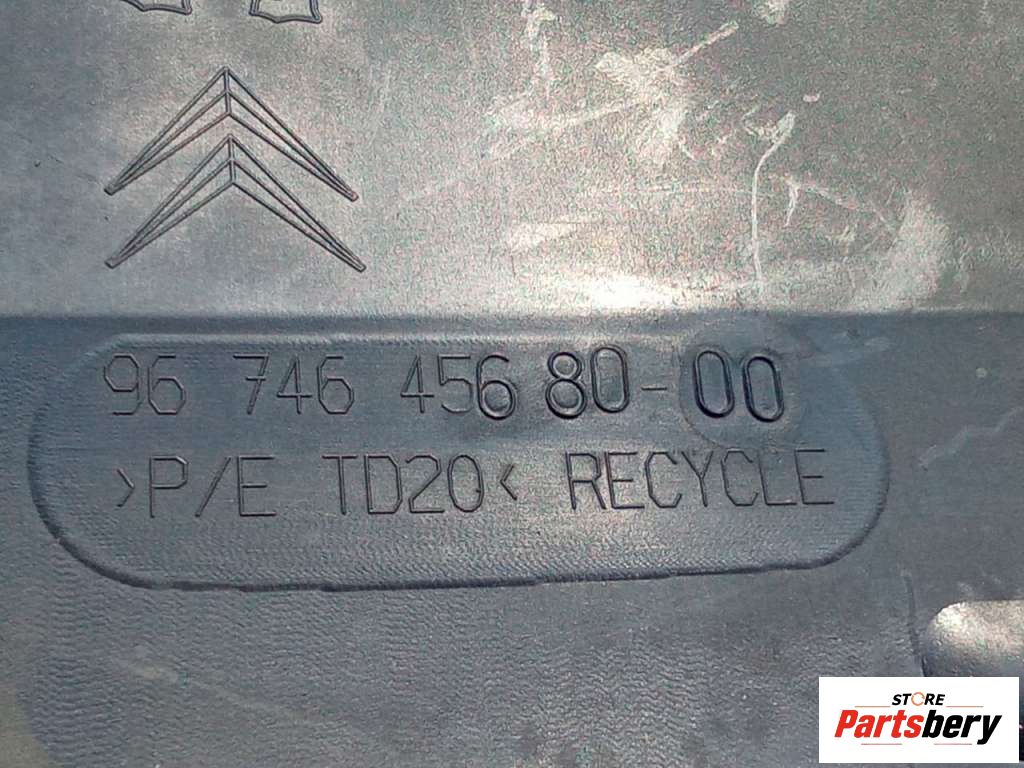 96 746 456 80-00
>P/E TD20< RECYCLE
STORE
Partsbery